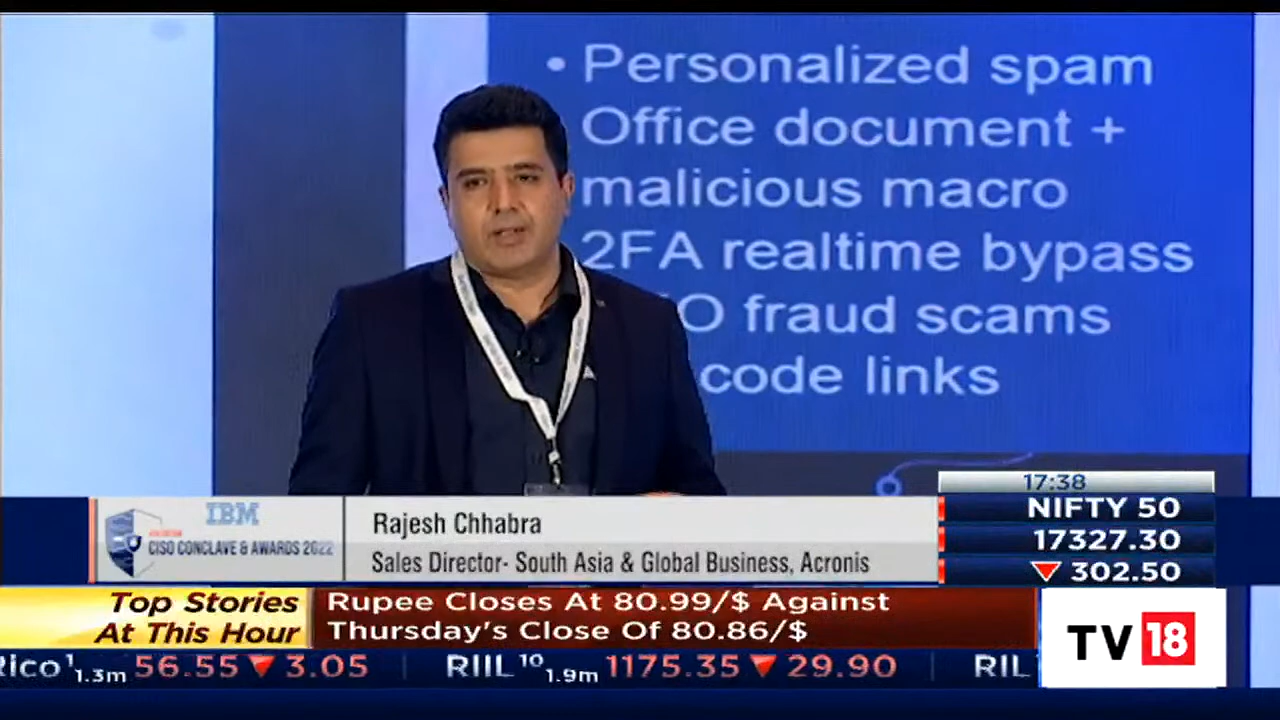 • Personalized spam
Office document +
malicious macro
2FA realtime bypass
O fraud scams
code links
17:38
NIFTY 50
17327.30
▼ 302.50
IBM
CISO CONCLAVE & AWARDS 2022
Rajesh Chhabra
Sales Director- South Asia & Global Business, Acronis
Top Stories
At This Hour
Rupee Closes At 80.99/$ Against
Thursday's Close Of 80.86/$
TV18
Rico¹ 1.3m 56.55 ▼ 3.05 RIIL¹⁰ 1.9m 1175.35 ▼ 29.90 RIL